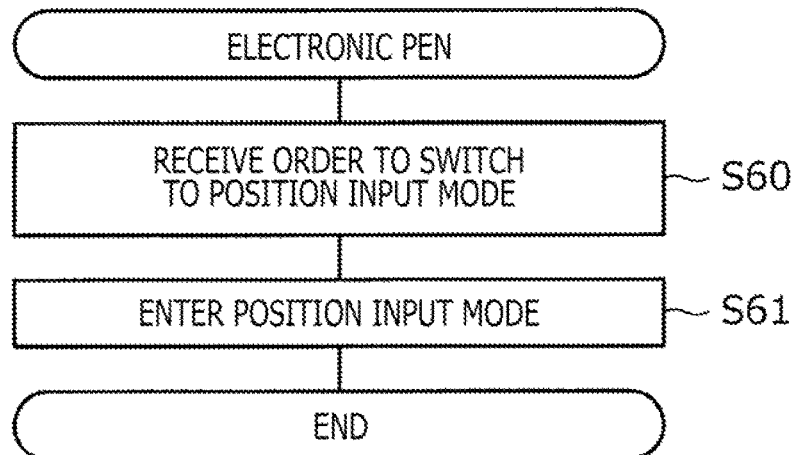 ELECTRONIC PEN
RECEIVE ORDER TO SWITCH
TO POSITION INPUT MODE
S60
ENTER POSITION INPUT MODE
S61
END